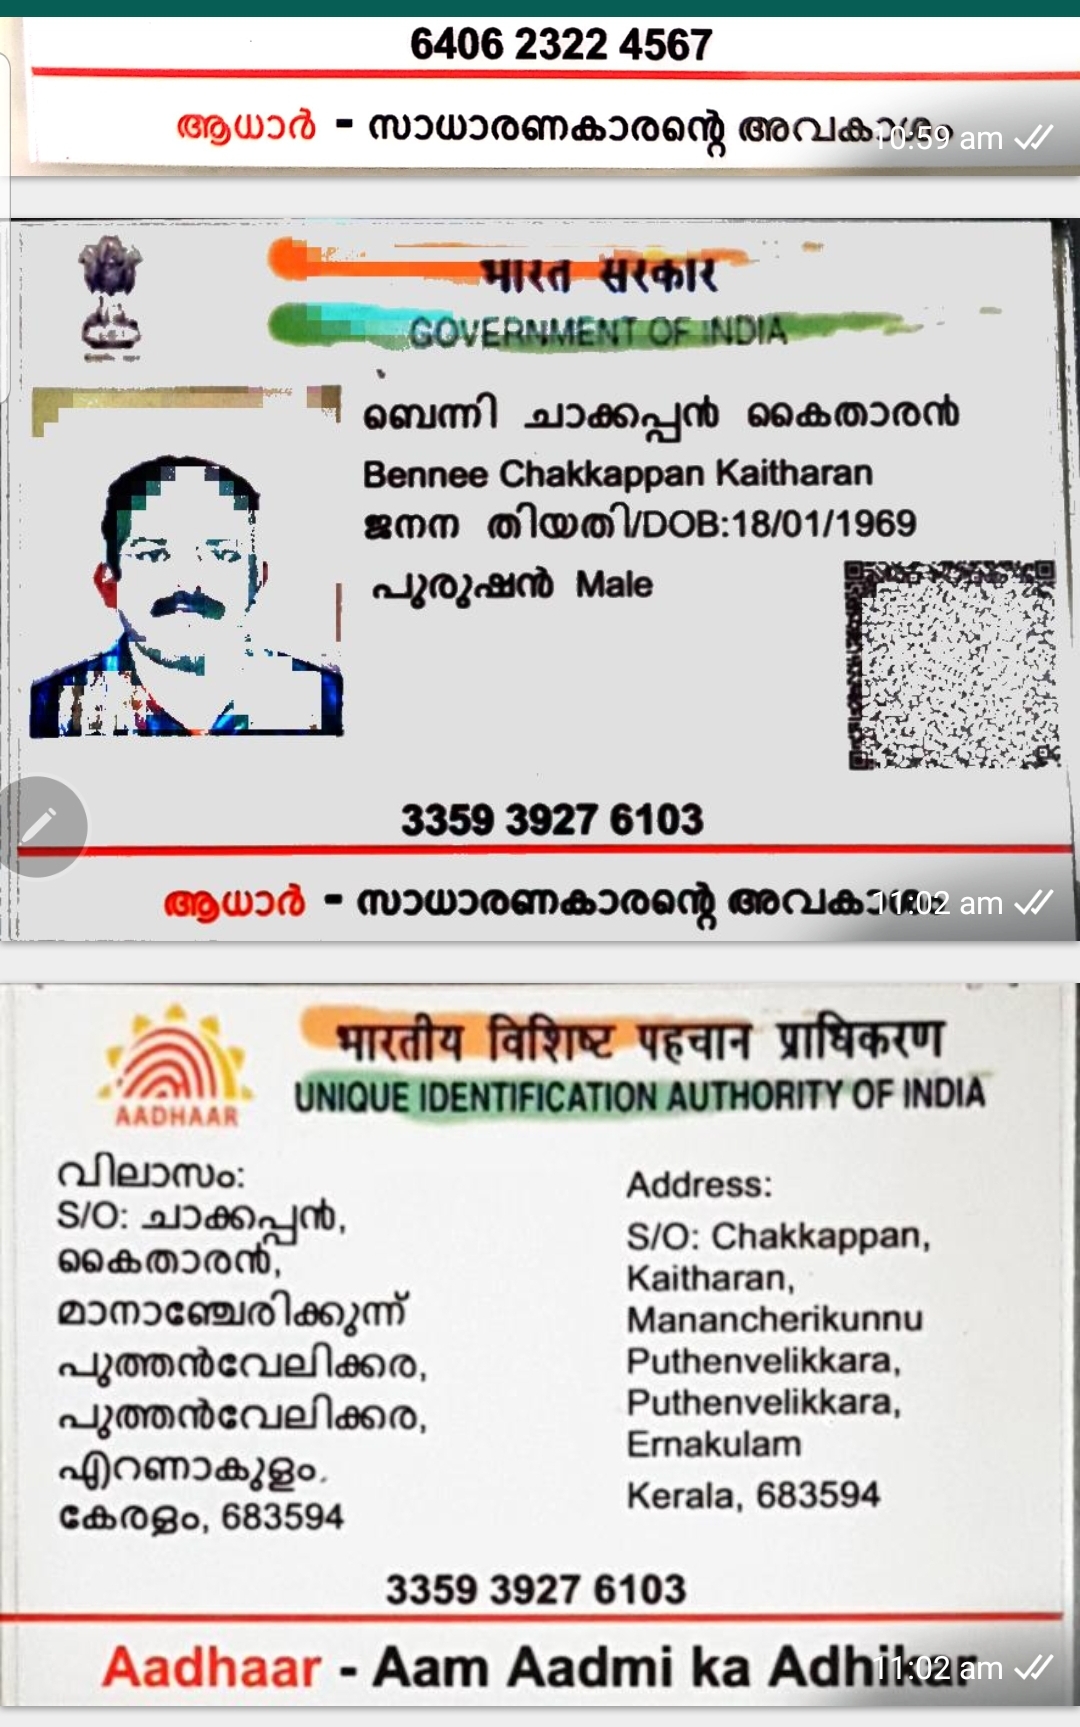 6406 2322 4567
ആധാർ - സാധാരണകാരന്റെ അവകാശം
10:59 am
भारत सरकार
GOVERNMENT OF INDIA
ബെന്നി ചാക്കപ്പൻ കൈതാരൻ
Bennee Chakkappan Kaitharan
ജനന തിയതി/DOB:18/01/1969
പുരുഷൻ Male
3359 3927 6103
ആധാർ - സാധാരണകാരന്റെ അവകാശം
11:02 am
भारतीय विशिष्ट पहचान प्राधिकरण
UNIQUE IDENTIFICATION AUTHORITY OF INDIA
AADHAAR
വിലാസം:
S/O: ചാക്കപ്പൻ,
കൈതാരൻ,
മാനാഞ്ചേരിക്കുന്ന്
പുത്തൻവേലിക്കര,
പുത്തൻവേലിക്കര,
എറണാകുളം.
കേരളം, 683594
Address:
S/O: Chakkappan,
Kaitharan,
Manancherikunnu
Puthenvelikkara,
Puthenvelikkara,
Ernakulam
Kerala, 683594
3359 3927 6103
Aadhaar - Aam Aadmi ka Adhikar
11:02 am